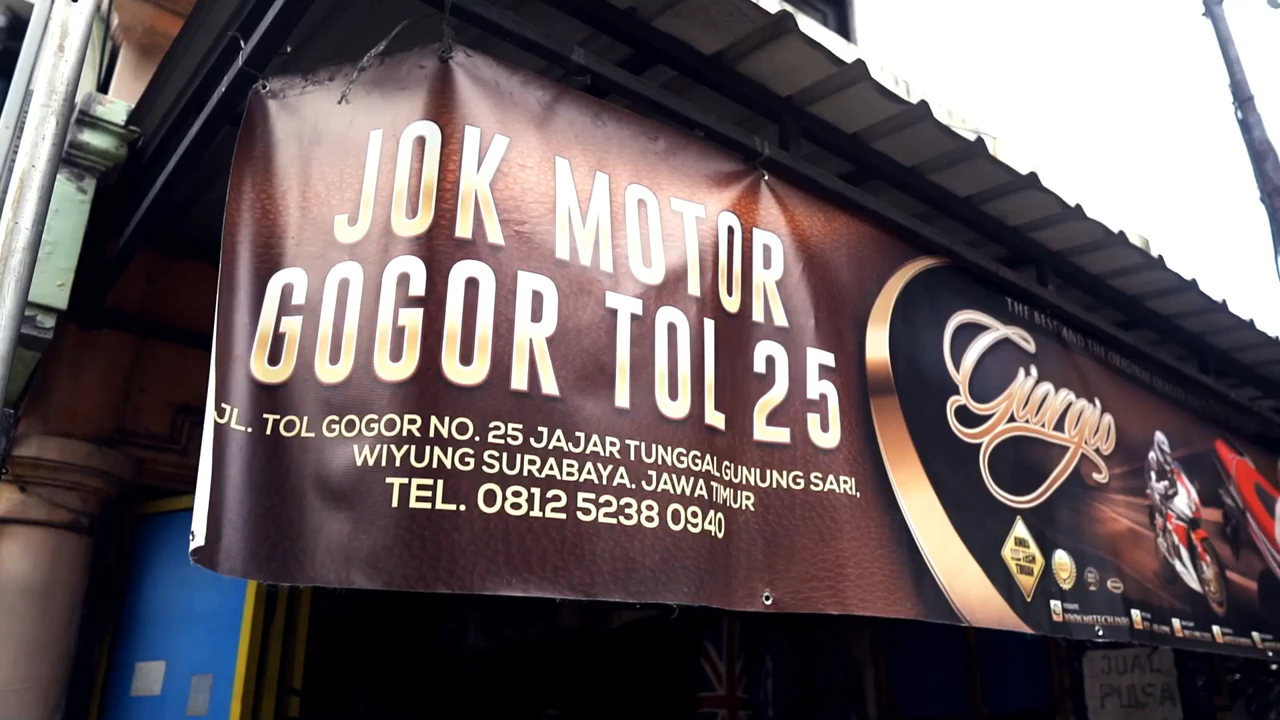 JOK MOTOR
GOGOR TOL 25
JL. TOL GOGOR NO. 25 JAJAR TUNGGAL GUNUNG SARI,
WIYUNG SURABAYA. JAWA TIMUR
TEL. 0812 5238 0940
THE BEST AND THE ORIGINAL
Giorgio
JUAL
PULSA